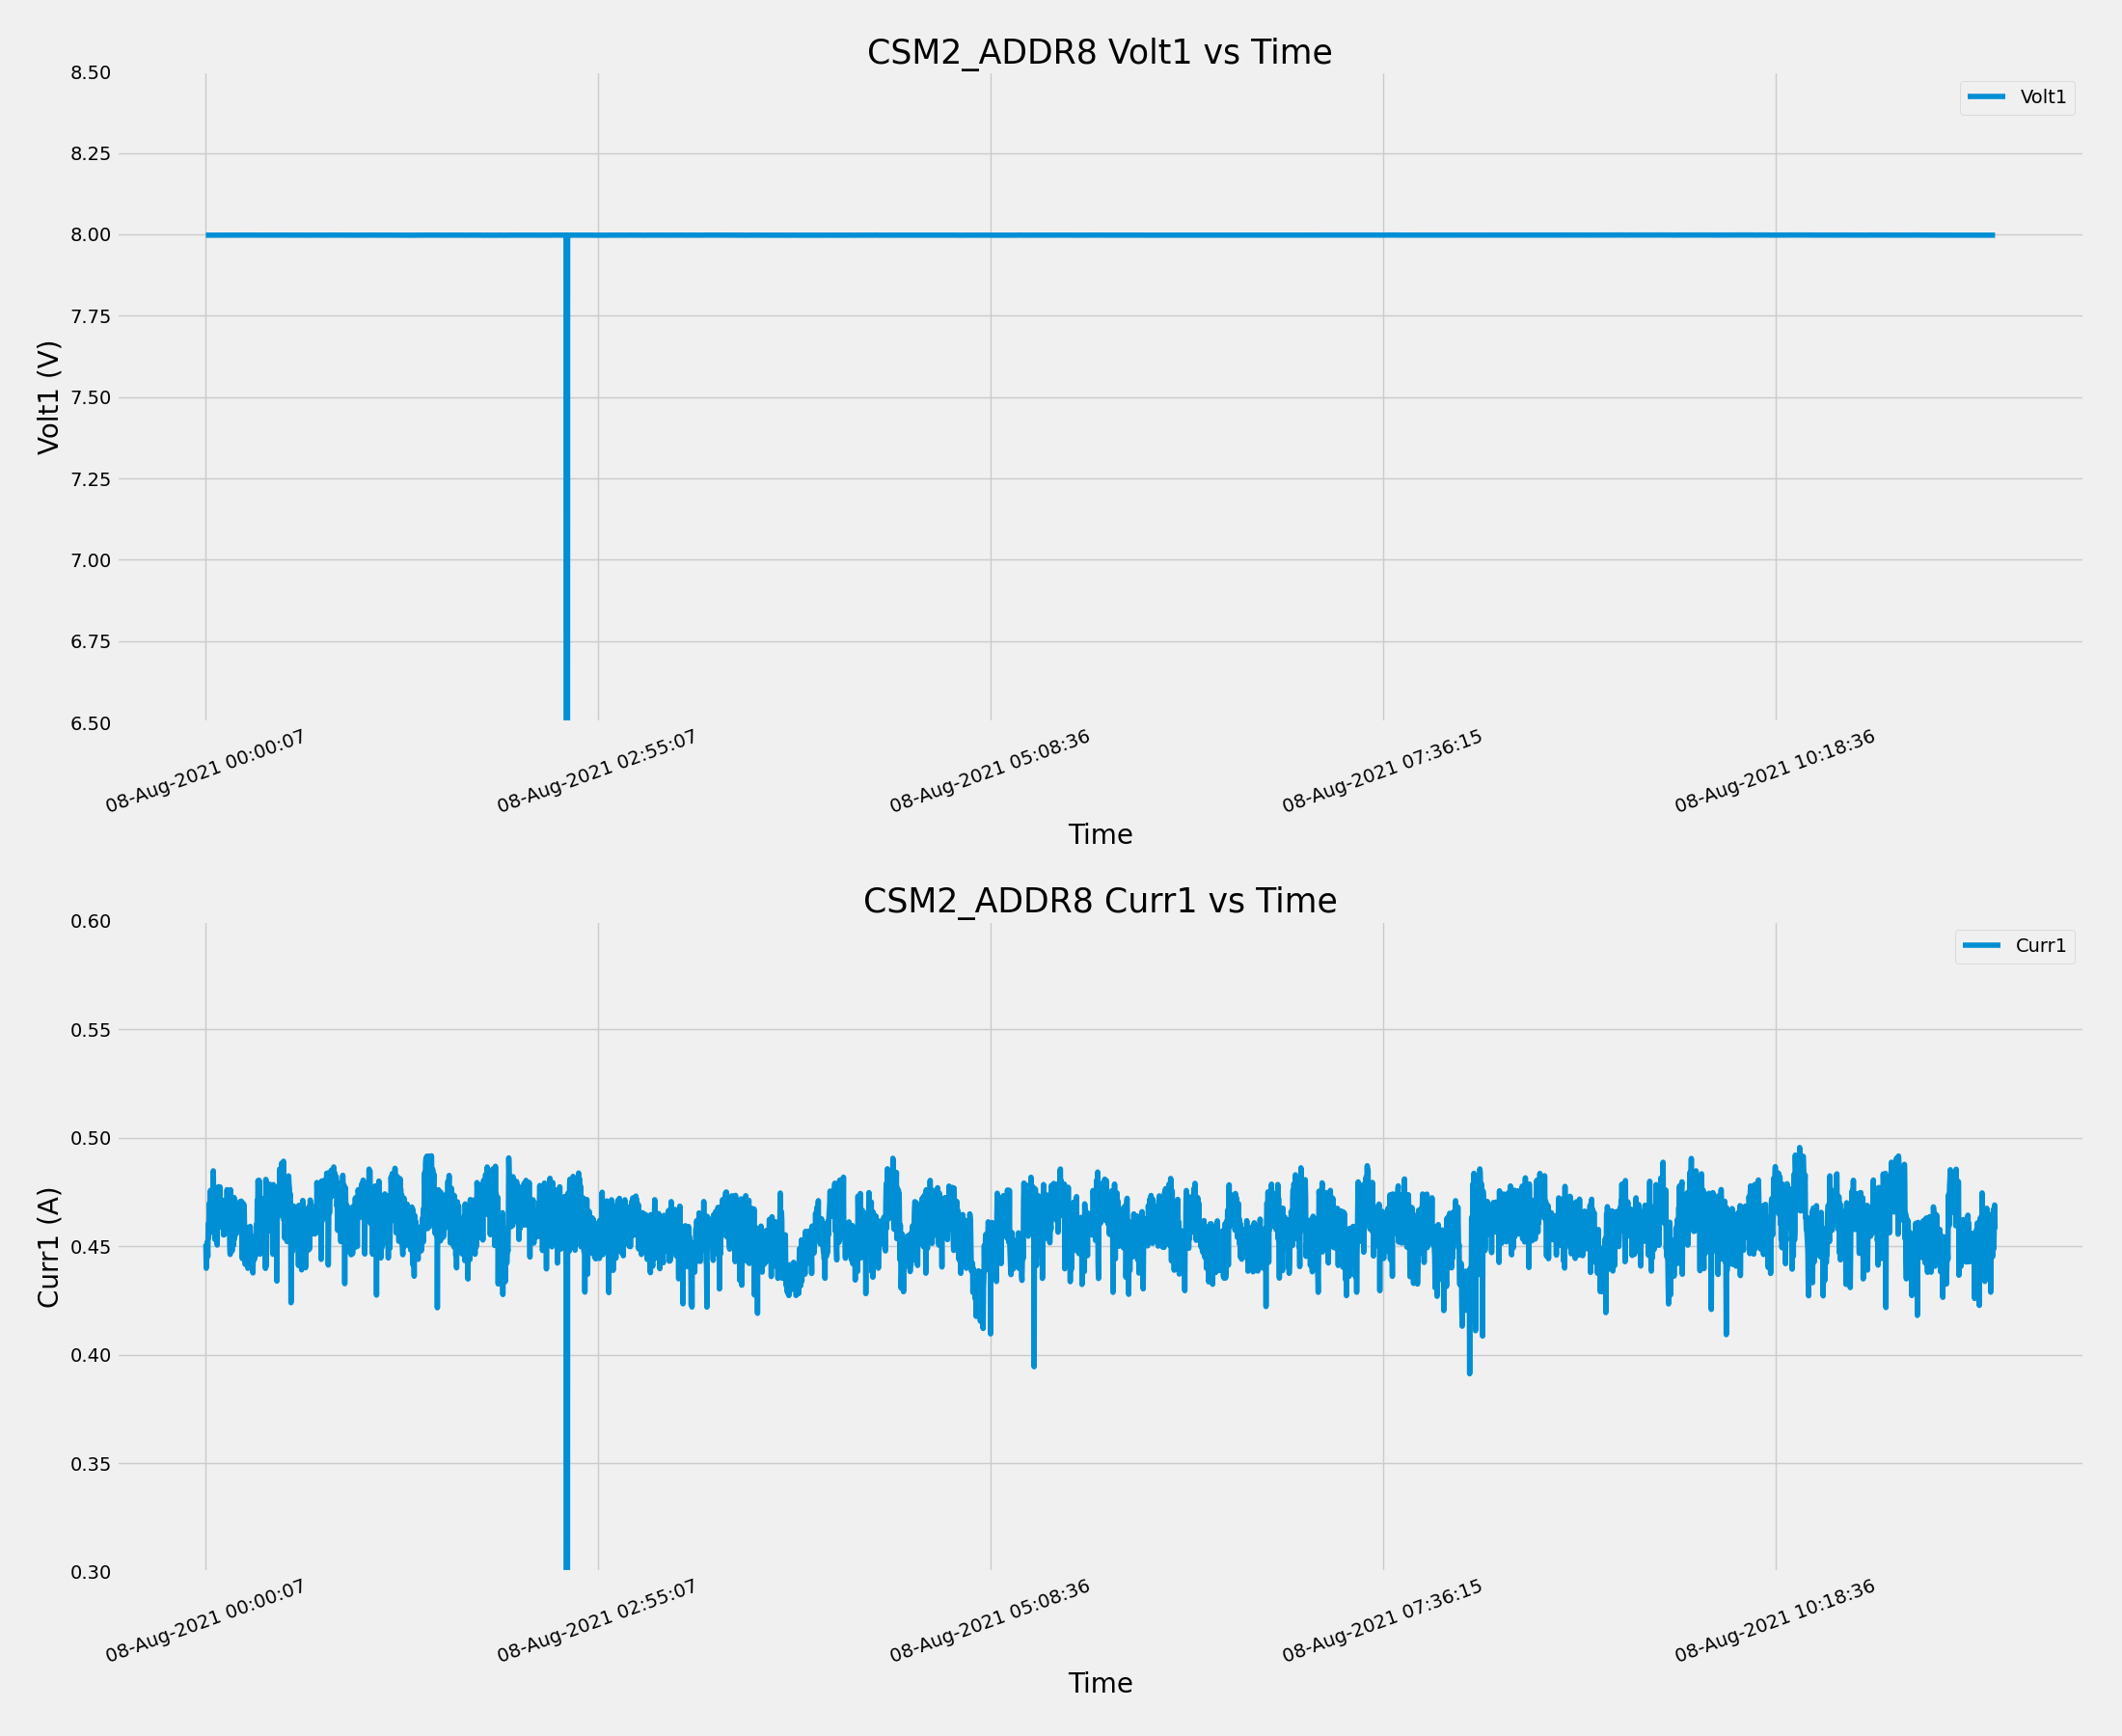 CSM2_ADDR8 Volt1 vs Time
8.50
8.25
8.00
7.75
7.50
7.25
7.00
6.75
6.50
Volt1 (V)
Volt1
08-Aug-2021 00:00:07
08-Aug-2021 02:55:07
08-Aug-2021 05:08:36
08-Aug-2021 07:36:15
08-Aug-2021 10:18:36
Time
CSM2_ADDR8 Curr1 vs Time
0.60
0.55
0.50
0.45
0.40
0.35
0.30
Curr1 (A)
Curr1
08-Aug-2021 00:00:07
08-Aug-2021 02:55:07
08-Aug-2021 05:08:36
08-Aug-2021 07:36:15
08-Aug-2021 10:18:36
Time